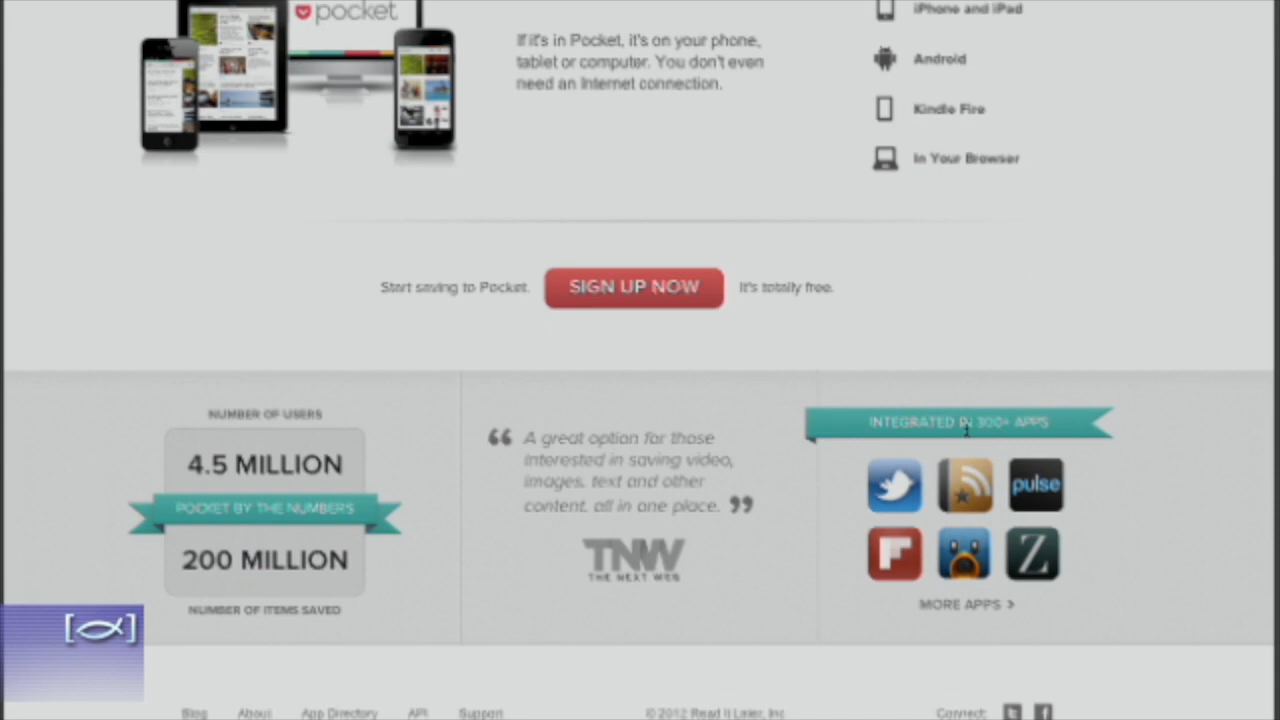 pocket
If it's in Pocket, it's on your phone,
tablet or computer. You don't even
need an Internet connection.
iPhone and iPad
Android
Kindle Fire
In Your Browser
Start saving to Pocket.
SIGN UP NOW
It's totally free.
NUMBER OF USERS
4.5 MILLION
POCKET BY THE NUMBERS
200 MILLION
NUMBER OF ITEMS SAVED
“ A great option for those
interested in saving video,
images, text and other
content, all in one place. ”
TNW
THE NEXT WEB
INTEGRATED IN 300+ APPS
pulse
F
Z
MORE APPS >
Blog
About
App Directory
API
Support
© 2012 Read It Later, Inc
Connect: